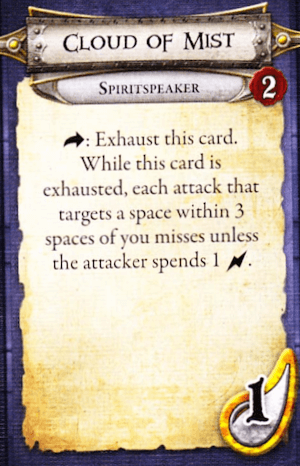 Cloud of Mist
Spiritspeaker
2
: Exhaust this card.
While this card is
exhausted, each attack that
targets a space within 3
spaces of you misses unless
the attacker spends 1 .
1